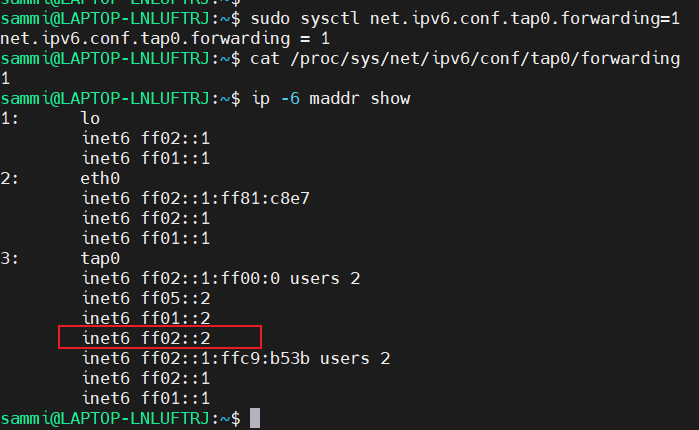 sammi@LAPTOP-LNLUFTRJ:~$ sudo sysctl net.ipv6.conf.tap0.forwarding=1
net.ipv6.conf.tap0.forwarding = 1
sammi@LAPTOP-LNLUFTRJ:~$ cat /proc/sys/net/ipv6/conf/tap0/forwarding
1
sammi@LAPTOP-LNLUFTRJ:~$ ip -6 maddr show
1:      lo
        inet6 ff02::1
        inet6 ff01::1
2:      eth0
        inet6 ff02::1:ff81:c8e7
        inet6 ff02::1
        inet6 ff01::1
3:      tap0
        inet6 ff02::1:ff00:0 users 2
        inet6 ff05::2
        inet6 ff01::2
        inet6 ff02::2
        inet6 ff02::1:ffc9:b53b users 2
        inet6 ff02::1
        inet6 ff01::1
sammi@LAPTOP-LNLUFTRJ:~$